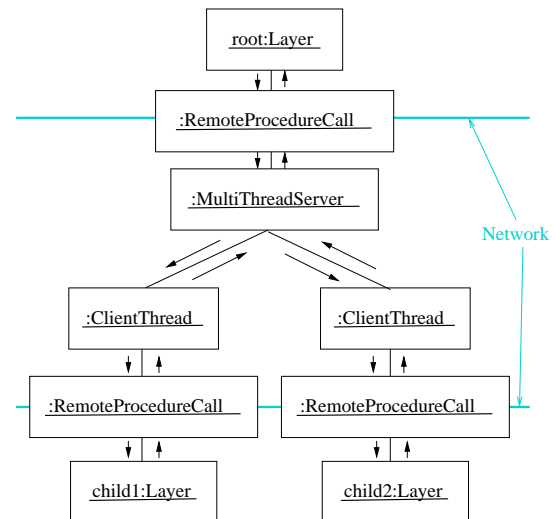 root:Layer
:RemoteProcedureCall
:MultiThreadServer
Network
:ClientThread
:ClientThread
:RemoteProcedureCall
:RemoteProcedureCall
child1:Layer
child2:Layer